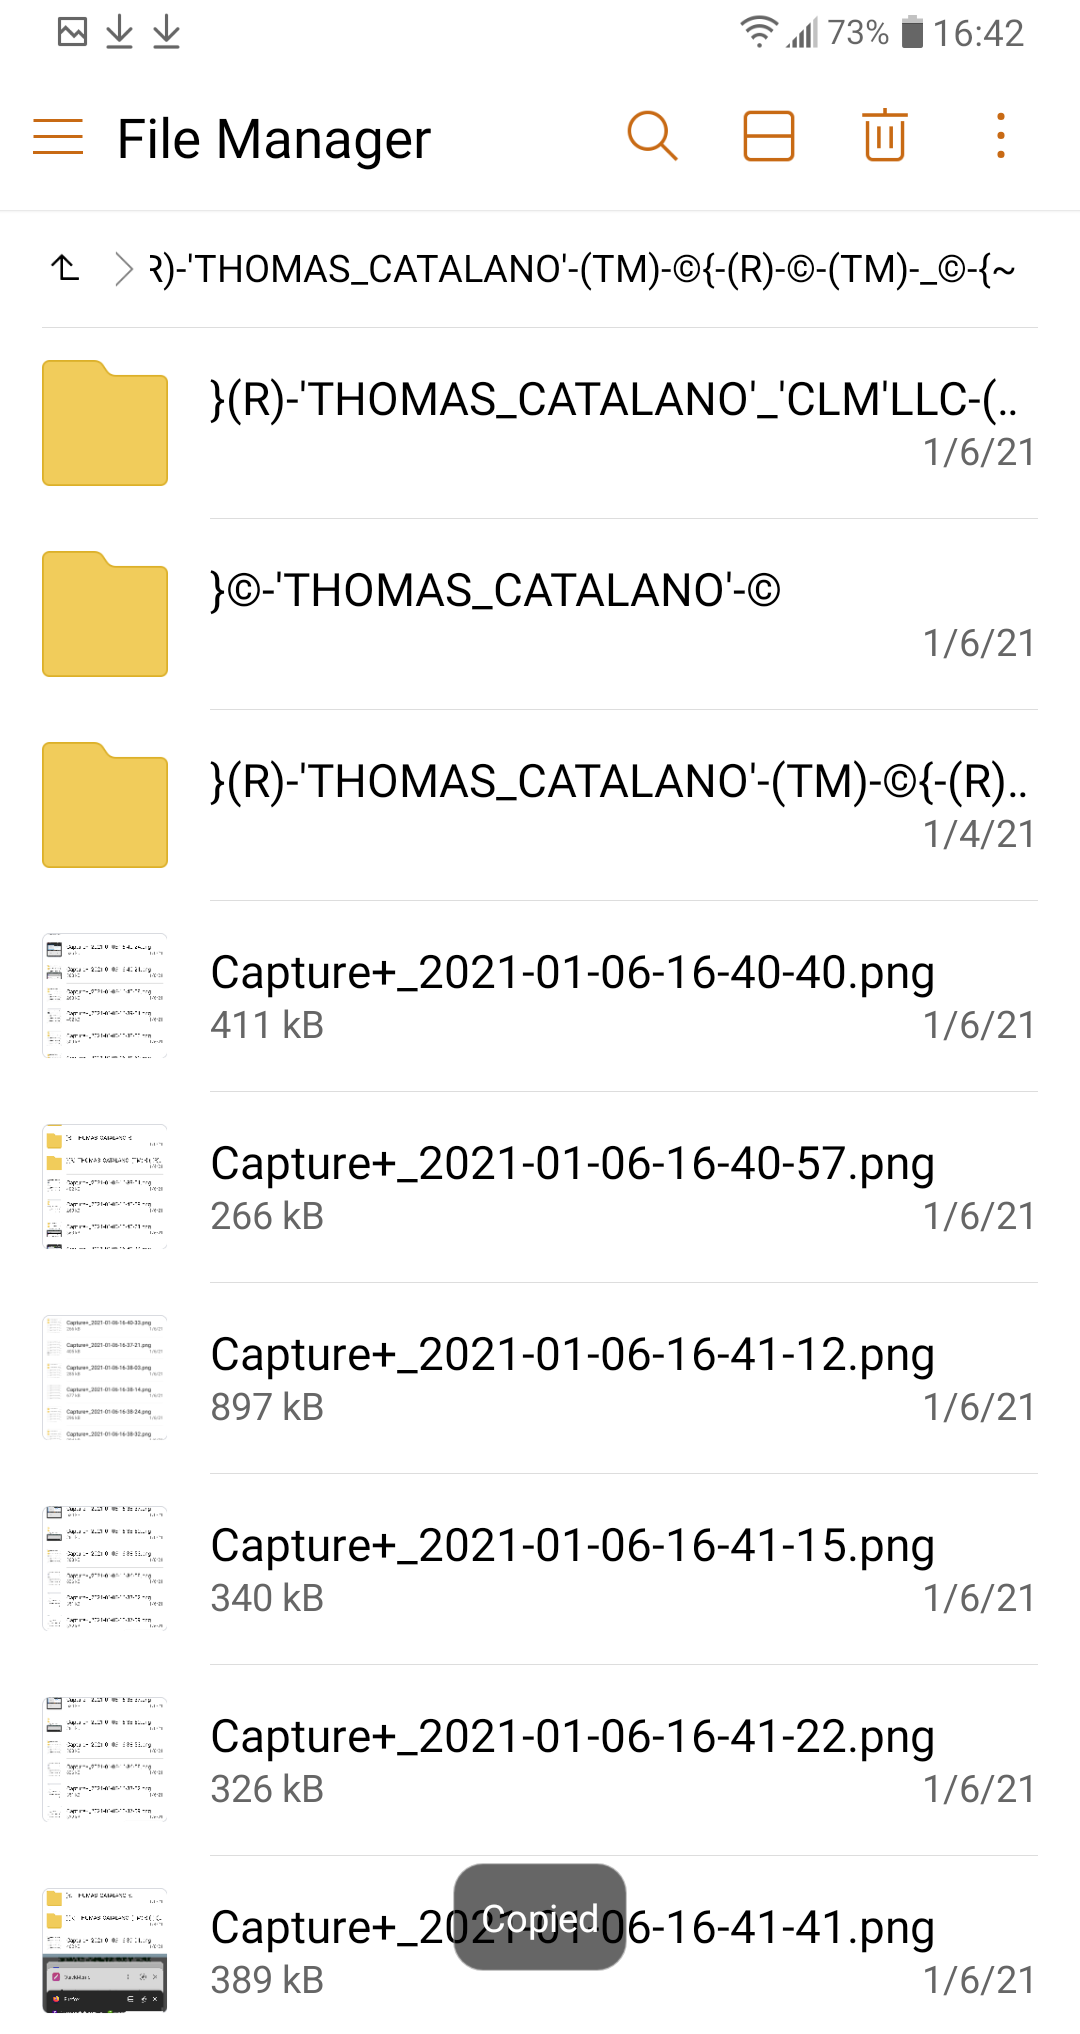 73% 16:42
File Manager
R)-'THOMAS_CATALANO'-(TM)-©{-(R)-©-(TM)-_©-{~
}(R)-'THOMAS_CATALANO'_'CLM'LLC-(..
1/6/21
}©-'THOMAS_CATALANO'-©
1/6/21
}(R)-'THOMAS_CATALANO'-(TM)-©{-(R)..
1/4/21
Capture+_2021-01-06-16-40-40.png
411 kB 1/6/21
Capture+_2021-01-06-16-40-57.png
266 kB 1/6/21
Capture+_2021-01-06-16-41-12.png
897 kB 1/6/21
Capture+_2021-01-06-16-41-15.png
340 kB 1/6/21
Capture+_2021-01-06-16-41-22.png
326 kB 1/6/21
Capture+_2021-01-06-16-41-41.png
Copied
389 kB 1/6/21